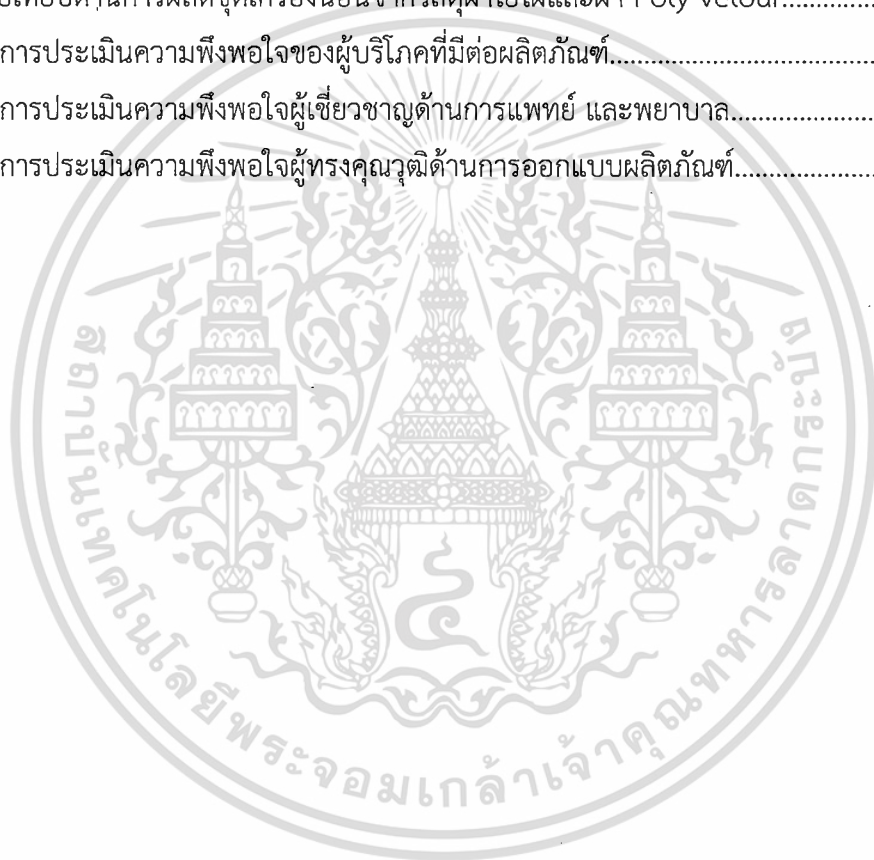 การประเมินความพึงพอใจของผู้บริโภคที่มีต่อผลิตภัณฑ์
การประเมินความพึงพอใจผู้เชี่ยวชาญด้านการแพทย์ และพยาบาล
การประเมินความพึงพอใจผู้ทรงคุณวุฒิด้านการออกแบบผลิตภัณฑ์
สถาบันเทคโนโลยีพระจอมเกล้าเจ้าคุณทหารลาดกระบัง
๔